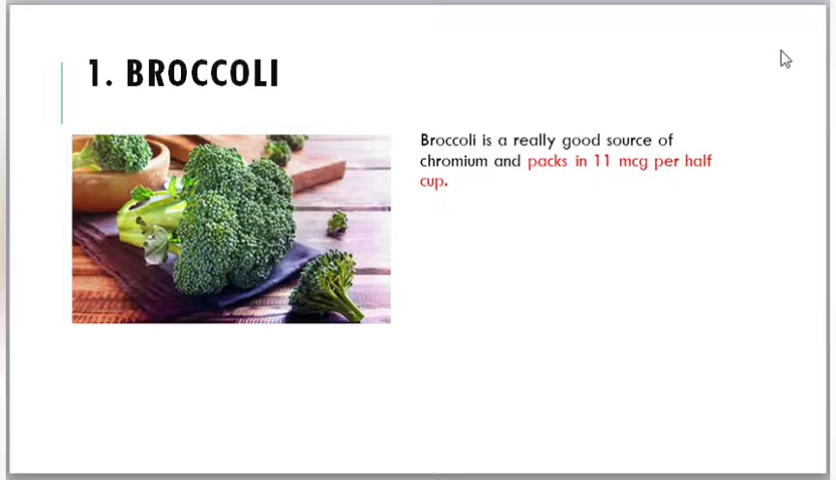 1. BROCCOLI
Broccoli is a really good source of
chromium and packs in 11 mcg per half
cup.